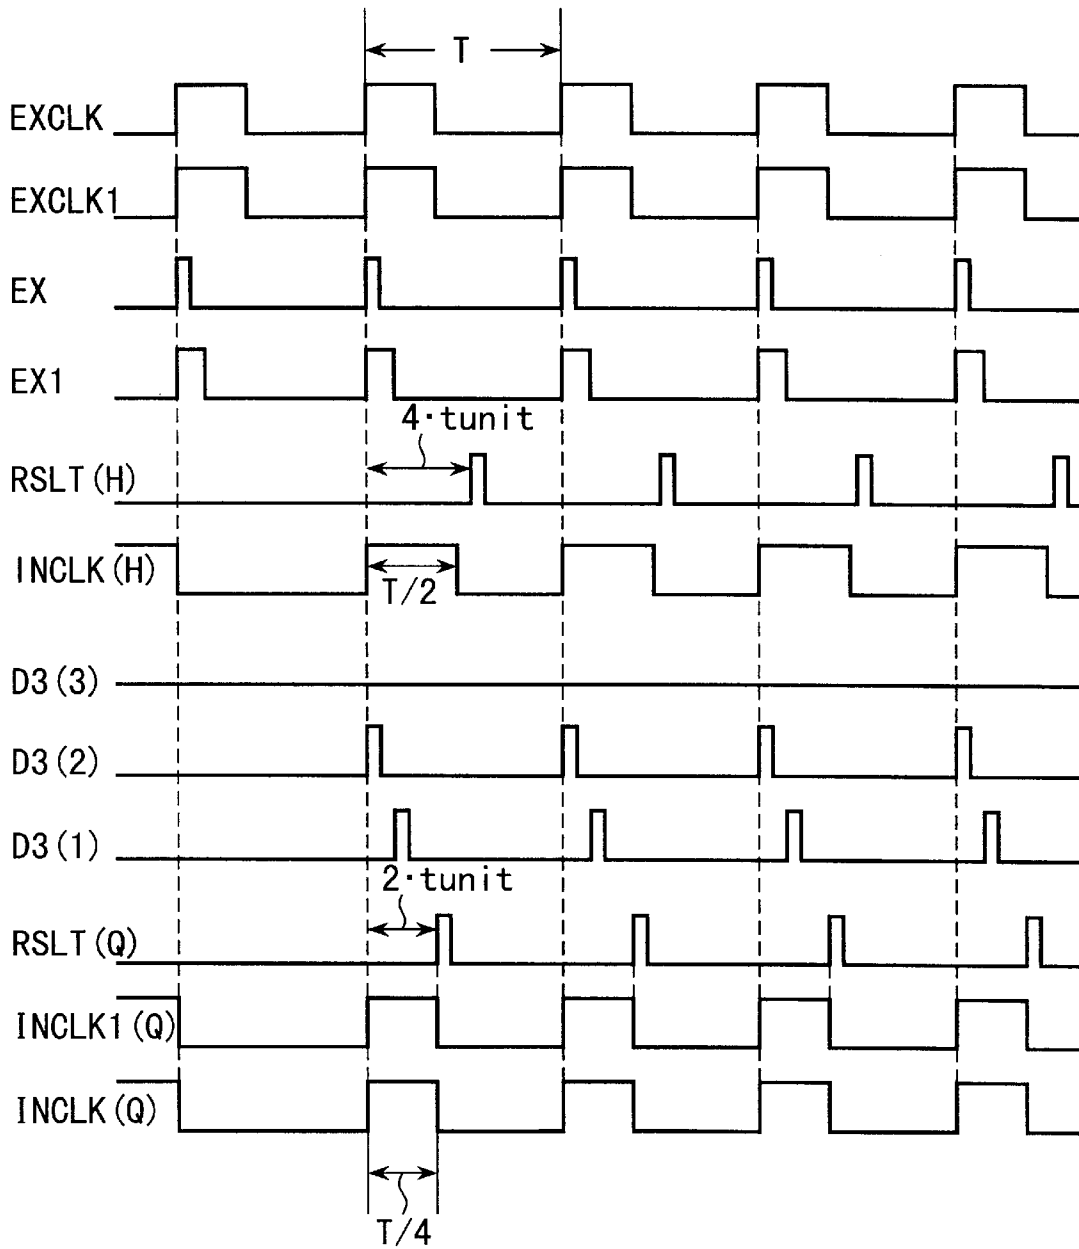 T
EXCLK
EXCLK1
EX
EX1
4·tunit
RSLT(H)
INCLK(H)
T/2
D3(3)
D3(2)
D3(1)
2·tunit
RSLT(Q)
INCLK1(Q)
INCLK(Q)
T/4